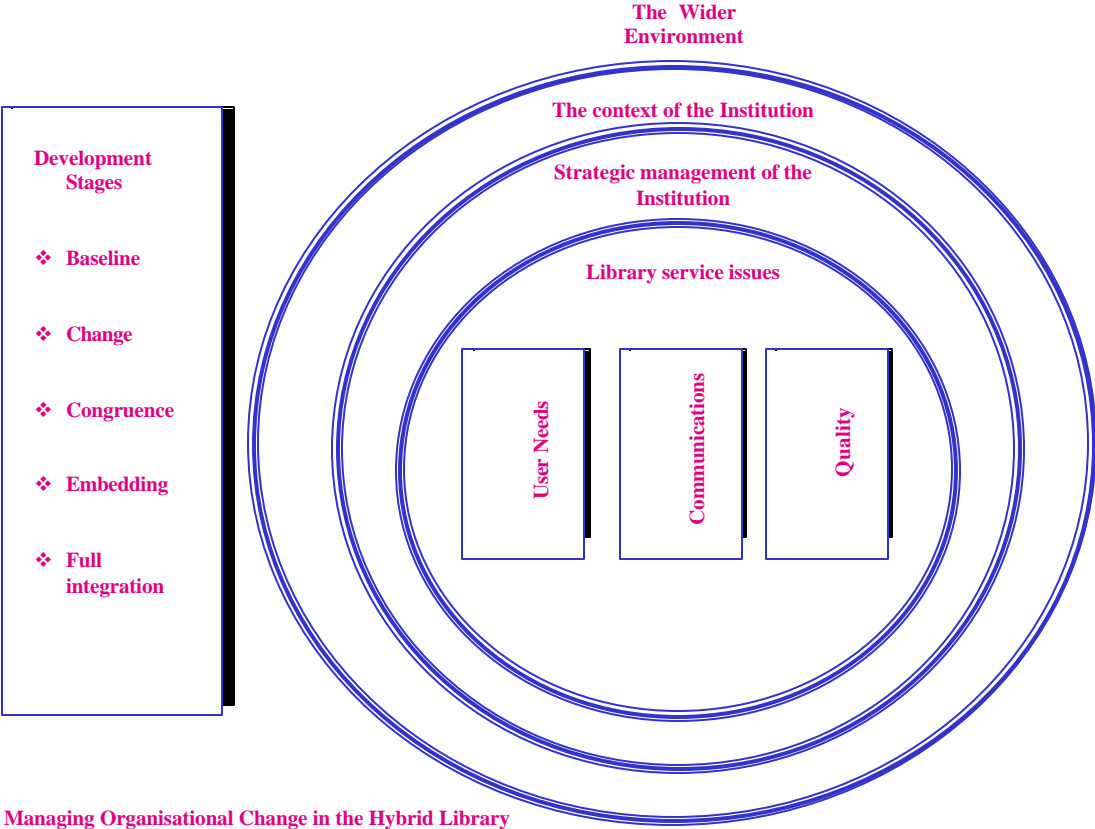 The Wider
Environment
The context of the Institution
Strategic management of the
Institution
Library service issues
User Needs
Communications
Quality
Development
Stages
❖ Baseline
❖ Change
❖ Congruence
❖ Embedding
❖ Full
integration
Managing Organisational Change in the Hybrid Library